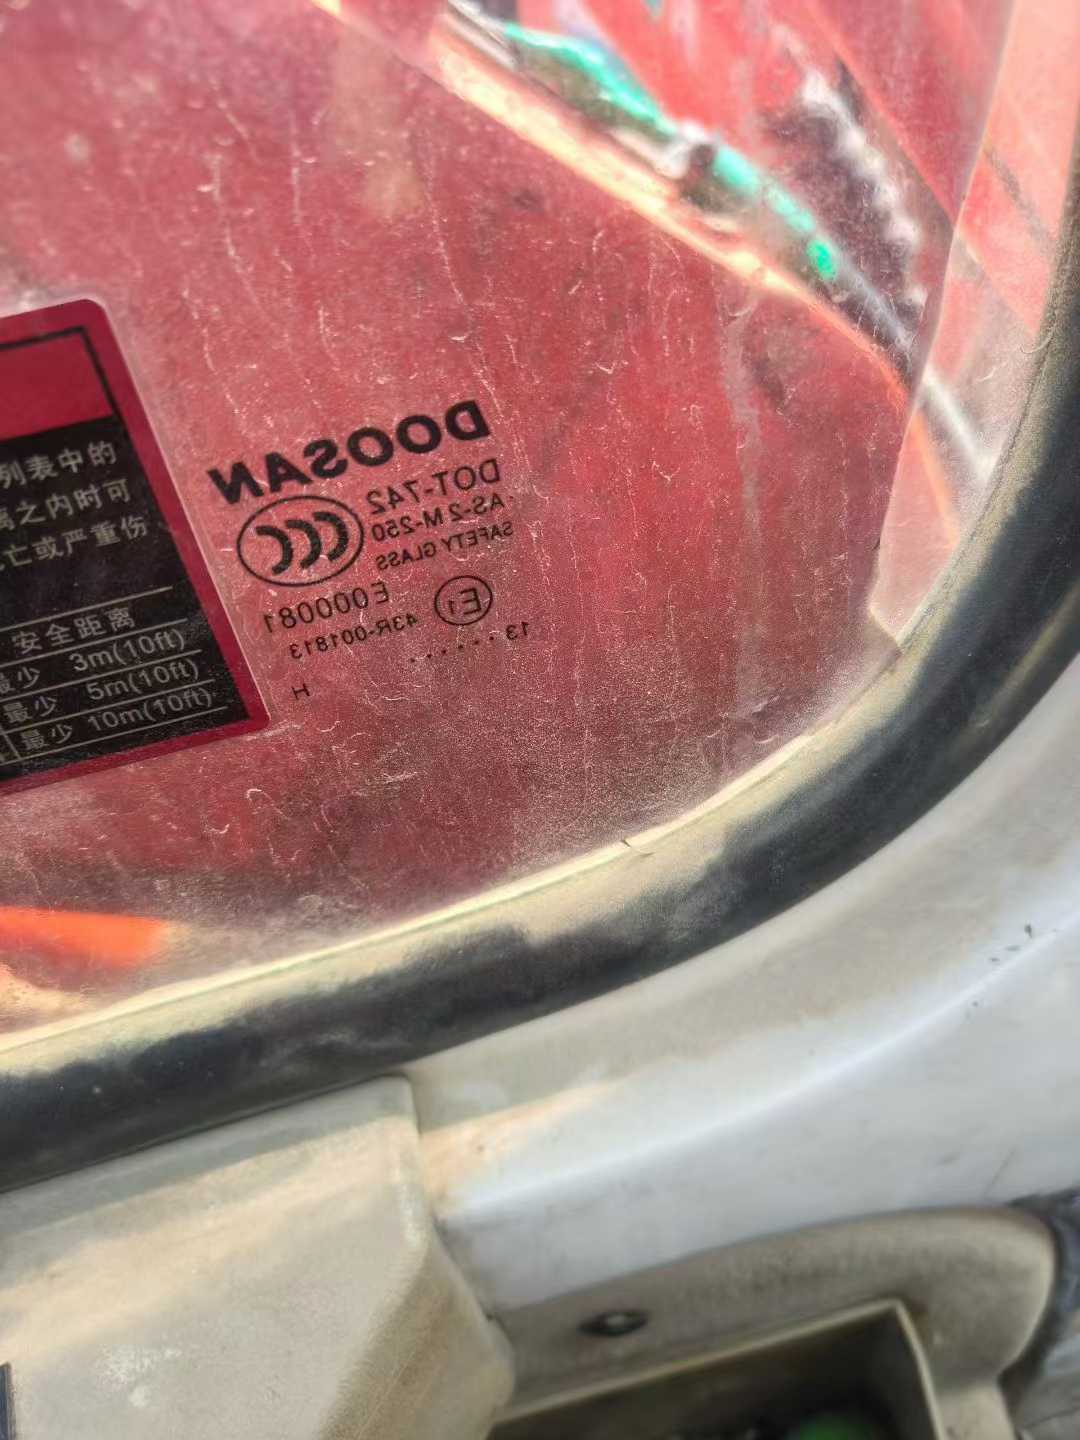 列表中的
离之内时可
亡或严重伤
安全距离
最少 3m(10ft)
最少 5m(10ft)
最少 10m(10ft)
DOOSAN
DOT-742
AS-2 M-250
SAFETY GLASS
CCC
E000081
E1
43R-001813
13.......
H